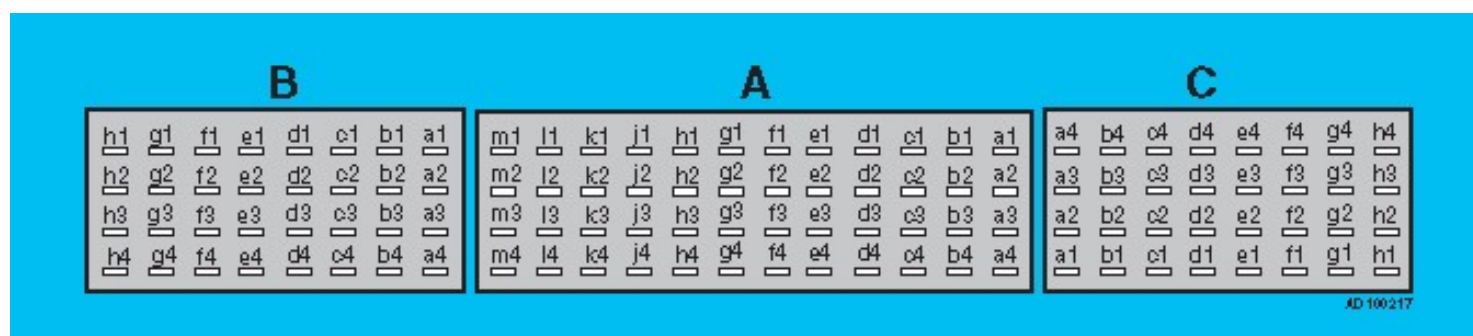 B A C
h1 g1 f1 e1 d1 c1 b1 a1 m1 l1 k1 j1 h1 g1 f1 e1 d1 c1 b1 a1 a4 b4 c4 d4 e4 f4 g4 h4
h2 g2 f2 e2 d2 c2 b2 a2 m2 l2 k2 j2 h2 g2 f2 e2 d2 c2 b2 a2 a3 b3 c3 d3 e3 f3 g3 h3
h3 g3 f3 e3 d3 c3 b3 a3 m3 l3 k3 j3 h3 g3 f3 e3 d3 c3 b3 a3 a2 b2 c2 d2 e2 f2 g2 h2
h4 g4 f4 e4 d4 c4 b4 a4 m4 l4 k4 j4 h4 g4 f4 e4 d4 c4 b4 a4 a1 b1 c1 d1 e1 f1 g1 h1
AD 100217